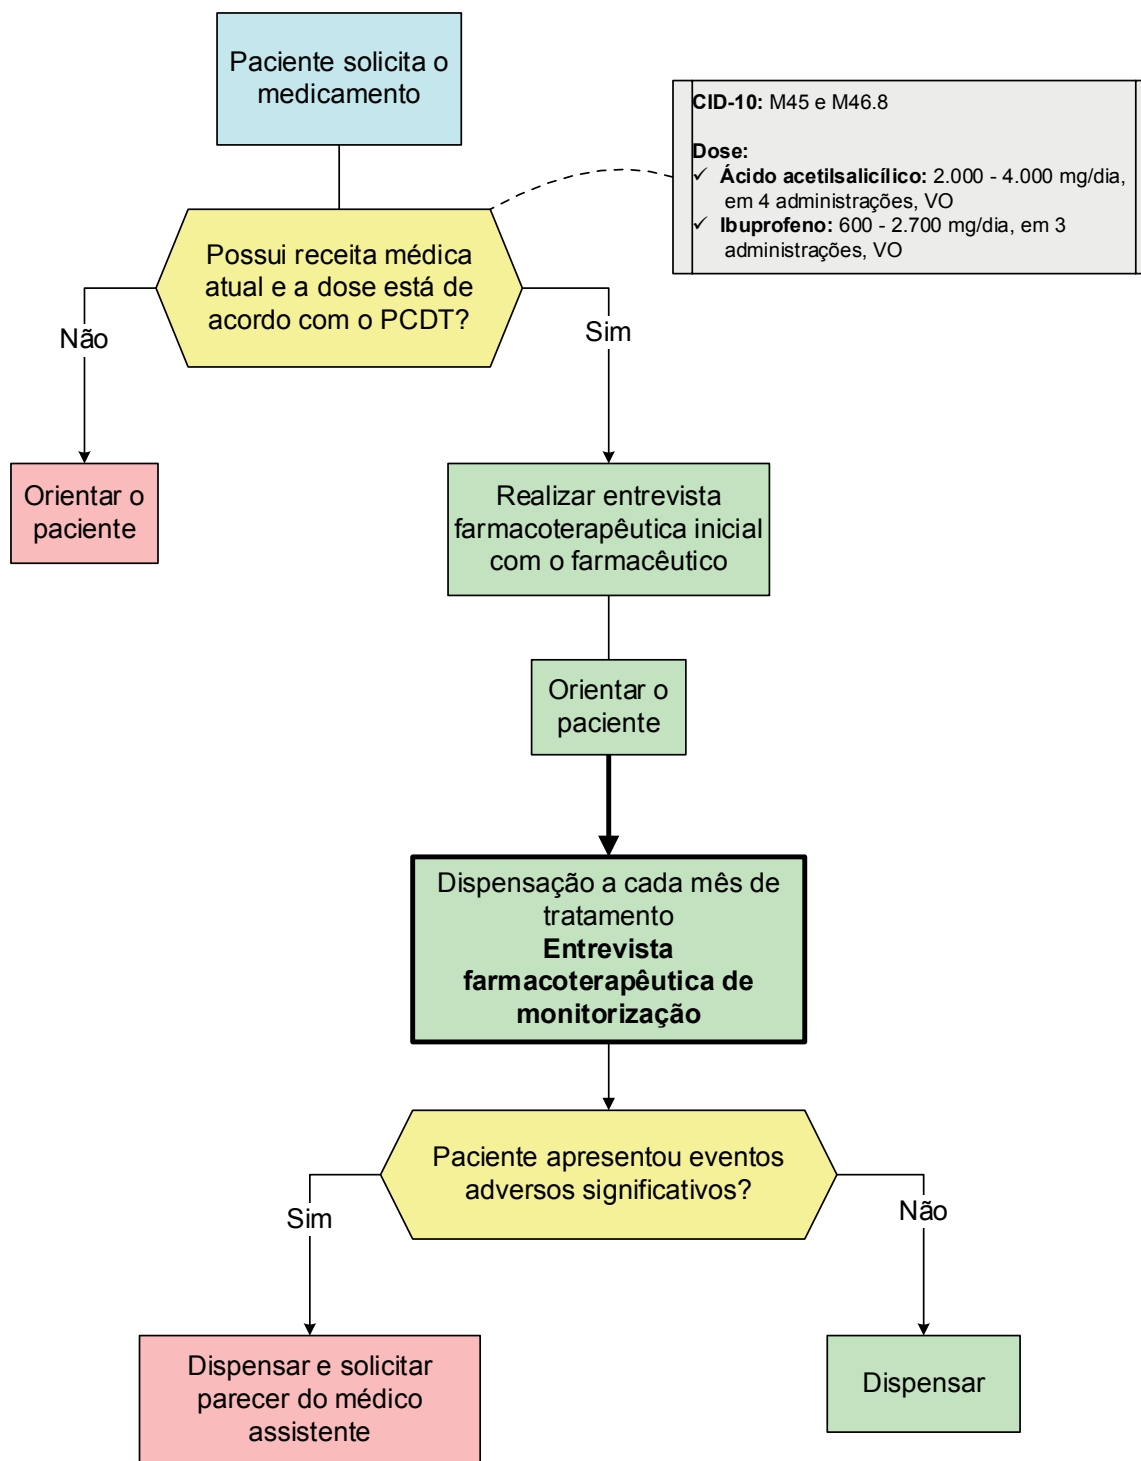 Paciente solicita o
medicamento
CID-10: M45 e M46.8
Dose:
✓ Ácido acetilsalicílico: 2.000 - 4.000 mg/dia,
em 4 administrações, VO
✓ Ibuprofeno: 600 - 2.700 mg/dia, em 3
administrações, VO
Possui receita médica
atual e a dose está de
acordo com o PCDT?
Não
Sim
Orientar o
paciente
Realizar entrevista
farmacoterapêutica inicial
com o farmacêutico
Orientar o
paciente
Dispensação a cada mês de
tratamento
Entrevista
farmacoterapêutica de
monitorização
Paciente apresentou eventos
adversos significativos?
Sim
Não
Dispensar e solicitar
parecer do médico
assistente
Dispensar